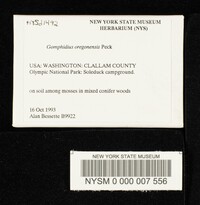 NEW YORK STATE MUSEUM
HERBARIUM (NYS)
Gomphidius oregonensis Peck
USA: WASHINGTON: CLALLAM COUNTY
Olympic National Park: Soleduck campground.
on soil among mosses in mixed conifer woods
16 Oct 1993
Alan Bessette B9922
NEW YORK STATE MUSEUM
NYSM 0 000 007 556